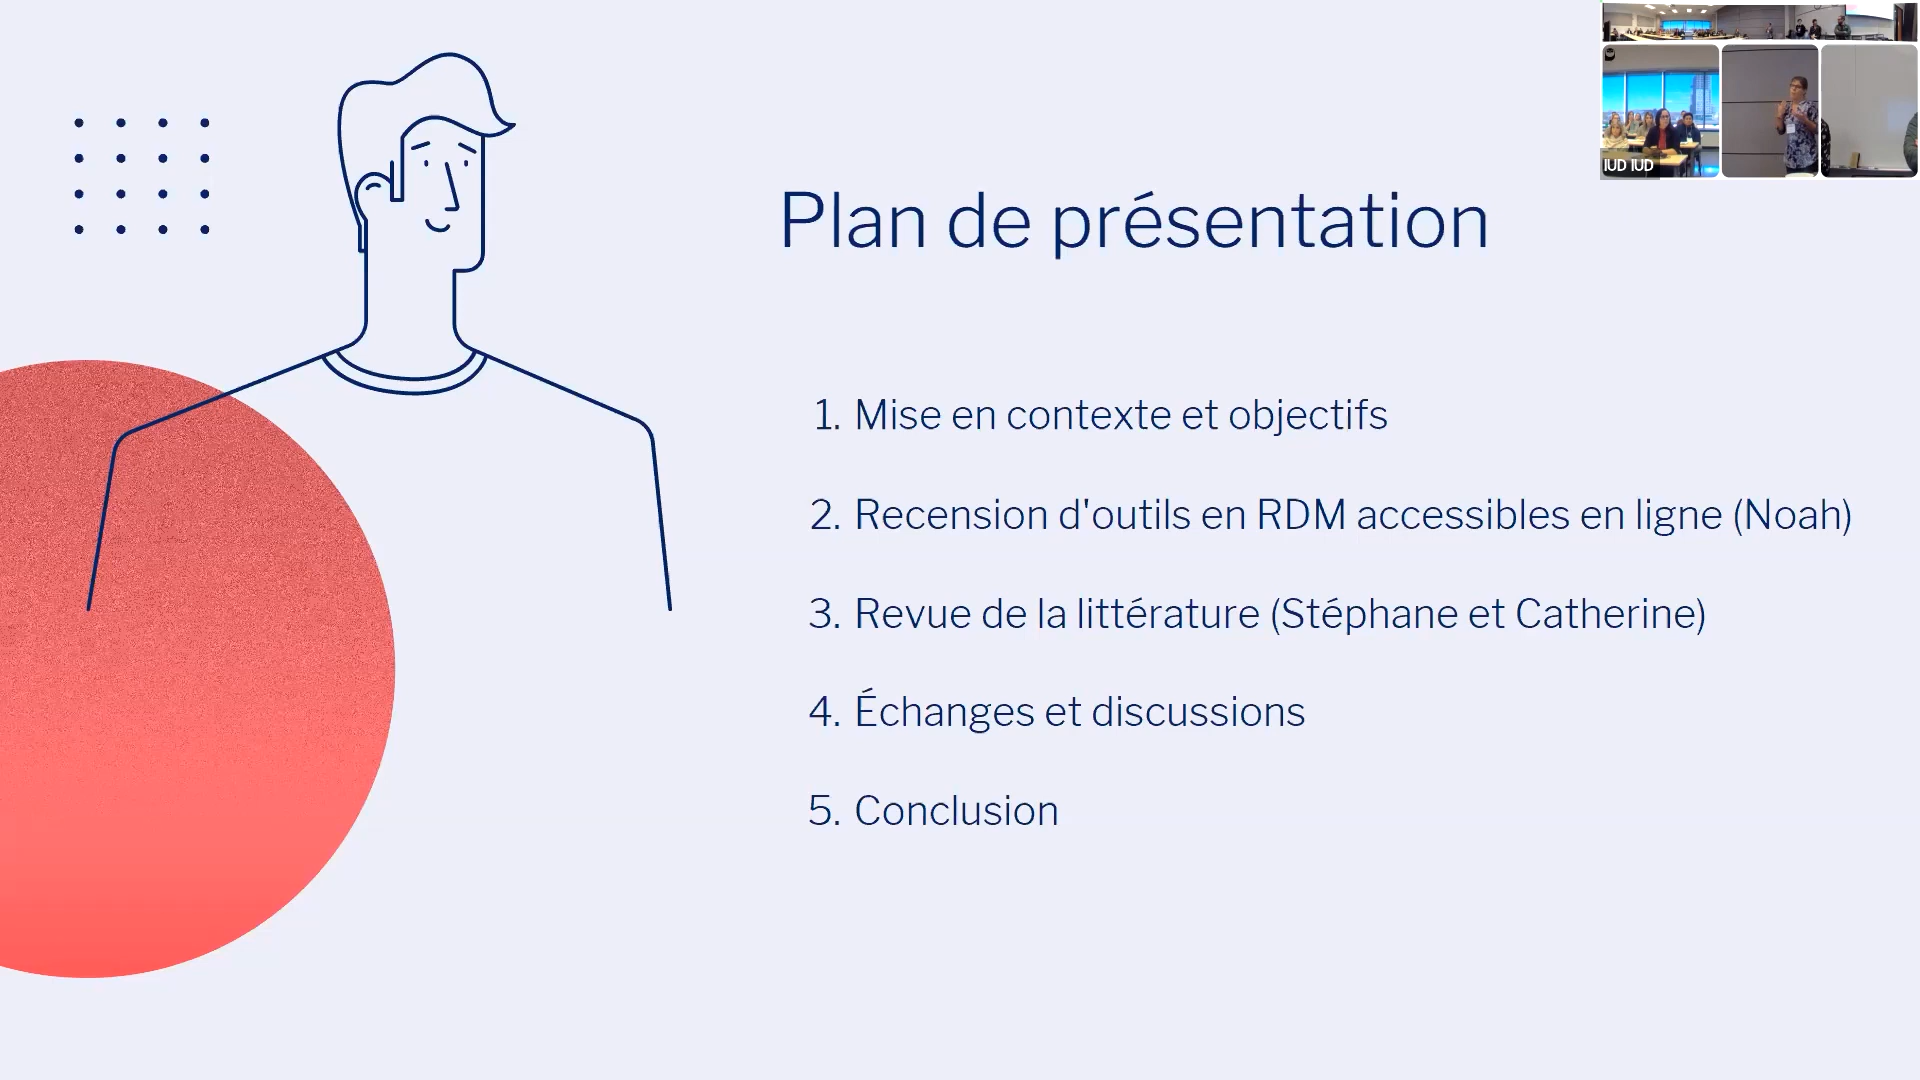 Plan de présentation
1. Mise en contexte et objectifs
2. Recension d'outils en RDM accessibles en ligne (Noah)
3. Revue de la littérature (Stéphane et Catherine)
4. Échanges et discussions
5. Conclusion
IUD IUD